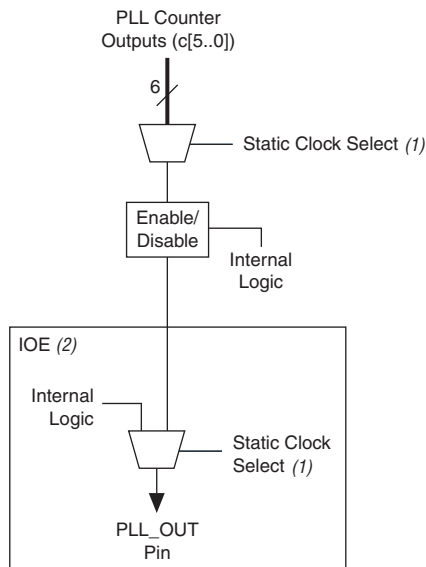 PLL Counter
Outputs (c[5..0])
6
Static Clock Select (1)
Enable/
Disable
Internal
Logic
IOE (2)
Internal
Logic
Static Clock
Select (1)
PLL_OUT
Pin